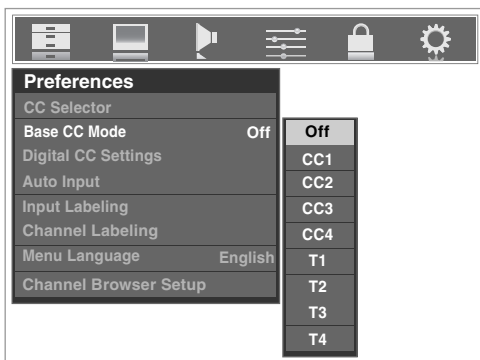 Preferences
CC Selector
Base CC Mode Off
Digital CC Settings
Auto Input
Input Labeling
Channel Labeling
Menu Language English
Channel Browser Setup
Off
CC1
CC2
CC3
CC4
T1
T2
T3
T4